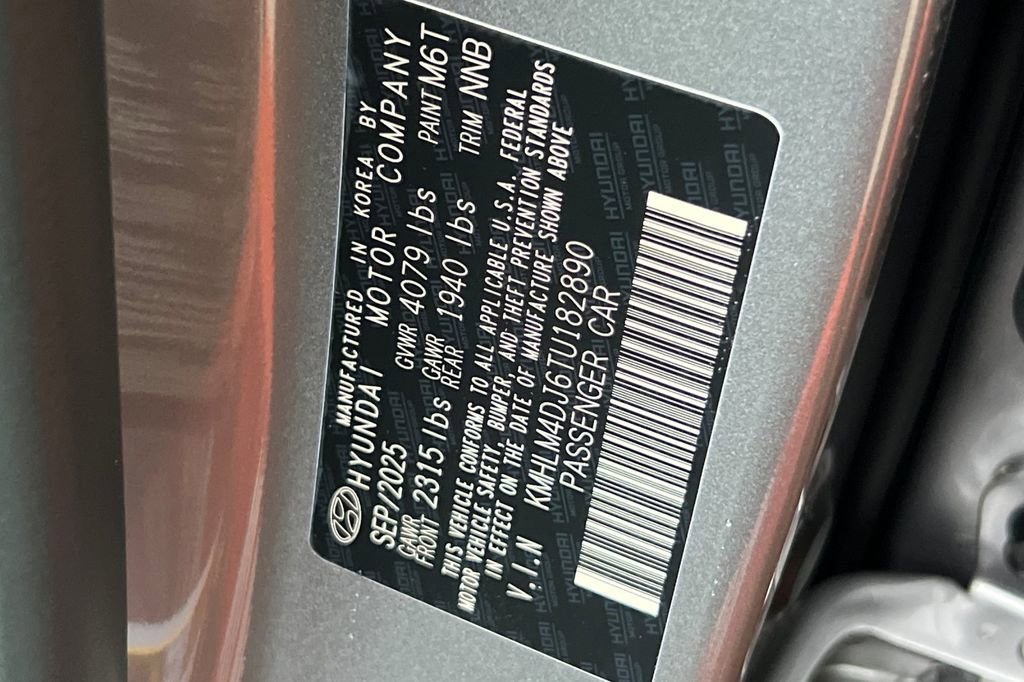 MANUFACTURED IN KOREA BY
HYUNDAI MOTOR COMPANY
SEP/2025 GVWR 4079 lbs PAINT M6T
GAWR FRONT 2315 lbs GAWR REAR 1940 lbs TRIM NNB
THIS VEHICLE CONFORMS TO ALL APPLICABLE U.S.A. FEDERAL
MOTOR VEHICLE SAFETY, BUMPER, AND THEFT PREVENTION STANDARDS
IN EFFECT ON THE DATE OF MANUFACTURE SHOWN ABOVE
V.I.N KMHLM4DJ6TU182890
PASSENGER CAR